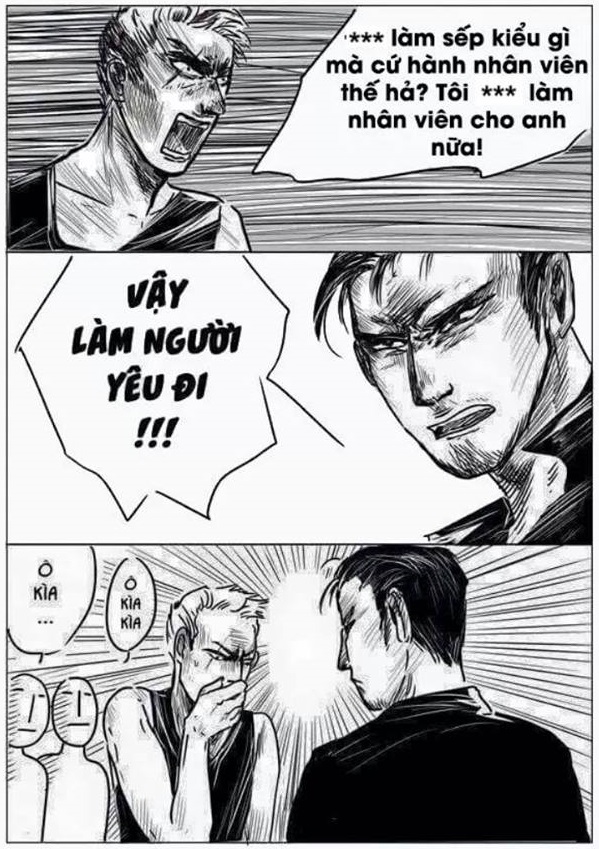 *** làm sếp kiểu gì
mà cứ hành nhân viên
thế hả? Tôi *** làm
nhân viên cho anh
nữa!
VẬY
LÀM NGƯỜI
YÊU ĐI
!!!
Ồ
KÌA
...
Ồ
KÌA
KÌA